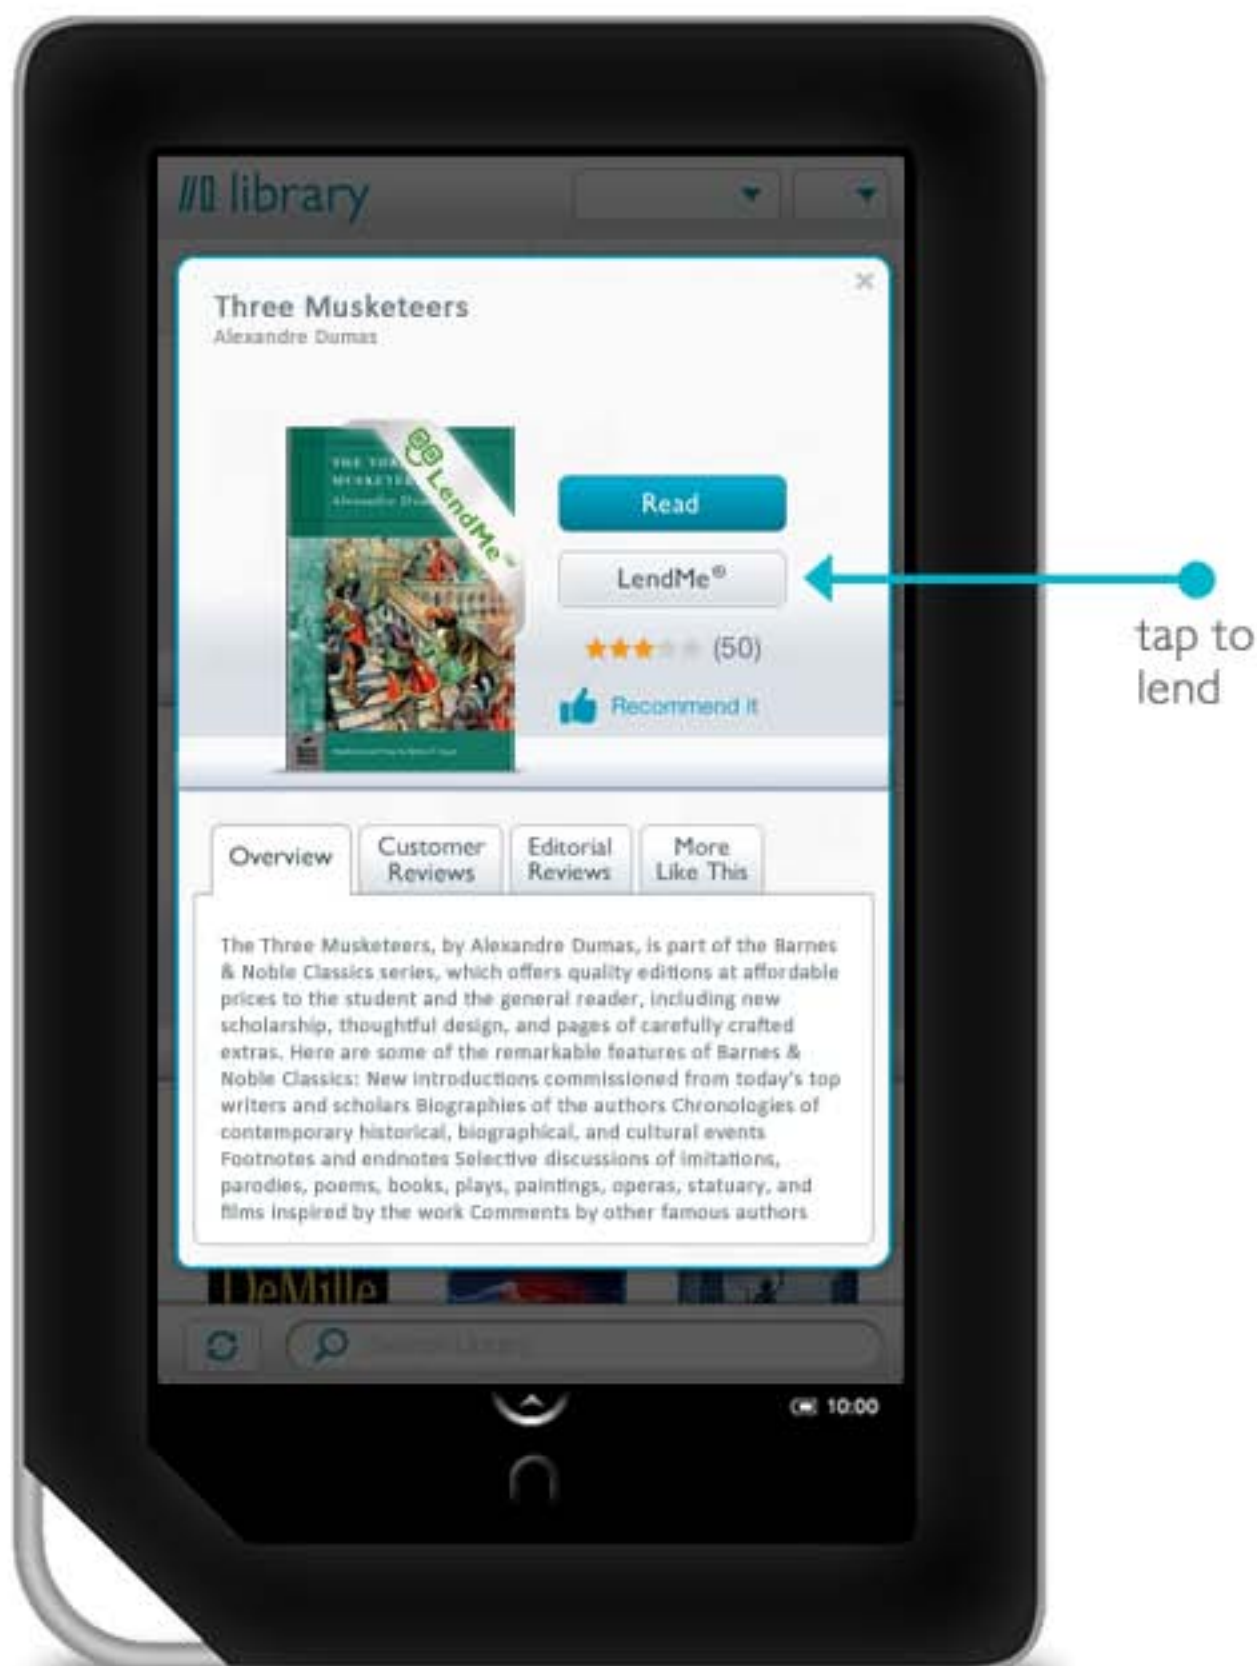 library
Three Musketeers
Alexandre Dumas
THE
MUSKETE
Alexandre
LendMe
Read
LendMe®
(50)
Recommend it
tap to
lend
Overview
Customer
Reviews
Editorial
Reviews
More
Like This
The Three Musketeers, by Alexandre Dumas, is part of the Barnes
& Noble Classics series, which offers quality editions at affordable
prices to the student and the general reader, including new
scholarship, thoughtful design, and pages of carefully crafted
extras. Here are some of the remarkable features of Barnes &
Noble Classics: New introductions commissioned from today's top
writers and scholars Biographies of the authors Chronologies of
contemporary historical, biographical, and cultural events
Footnotes and endnotes Selective discussions of imitations,
parodies, poems, books, plays, paintings, operas, statuary, and
films inspired by the work Comments by other famous authors
DeMille
10:00